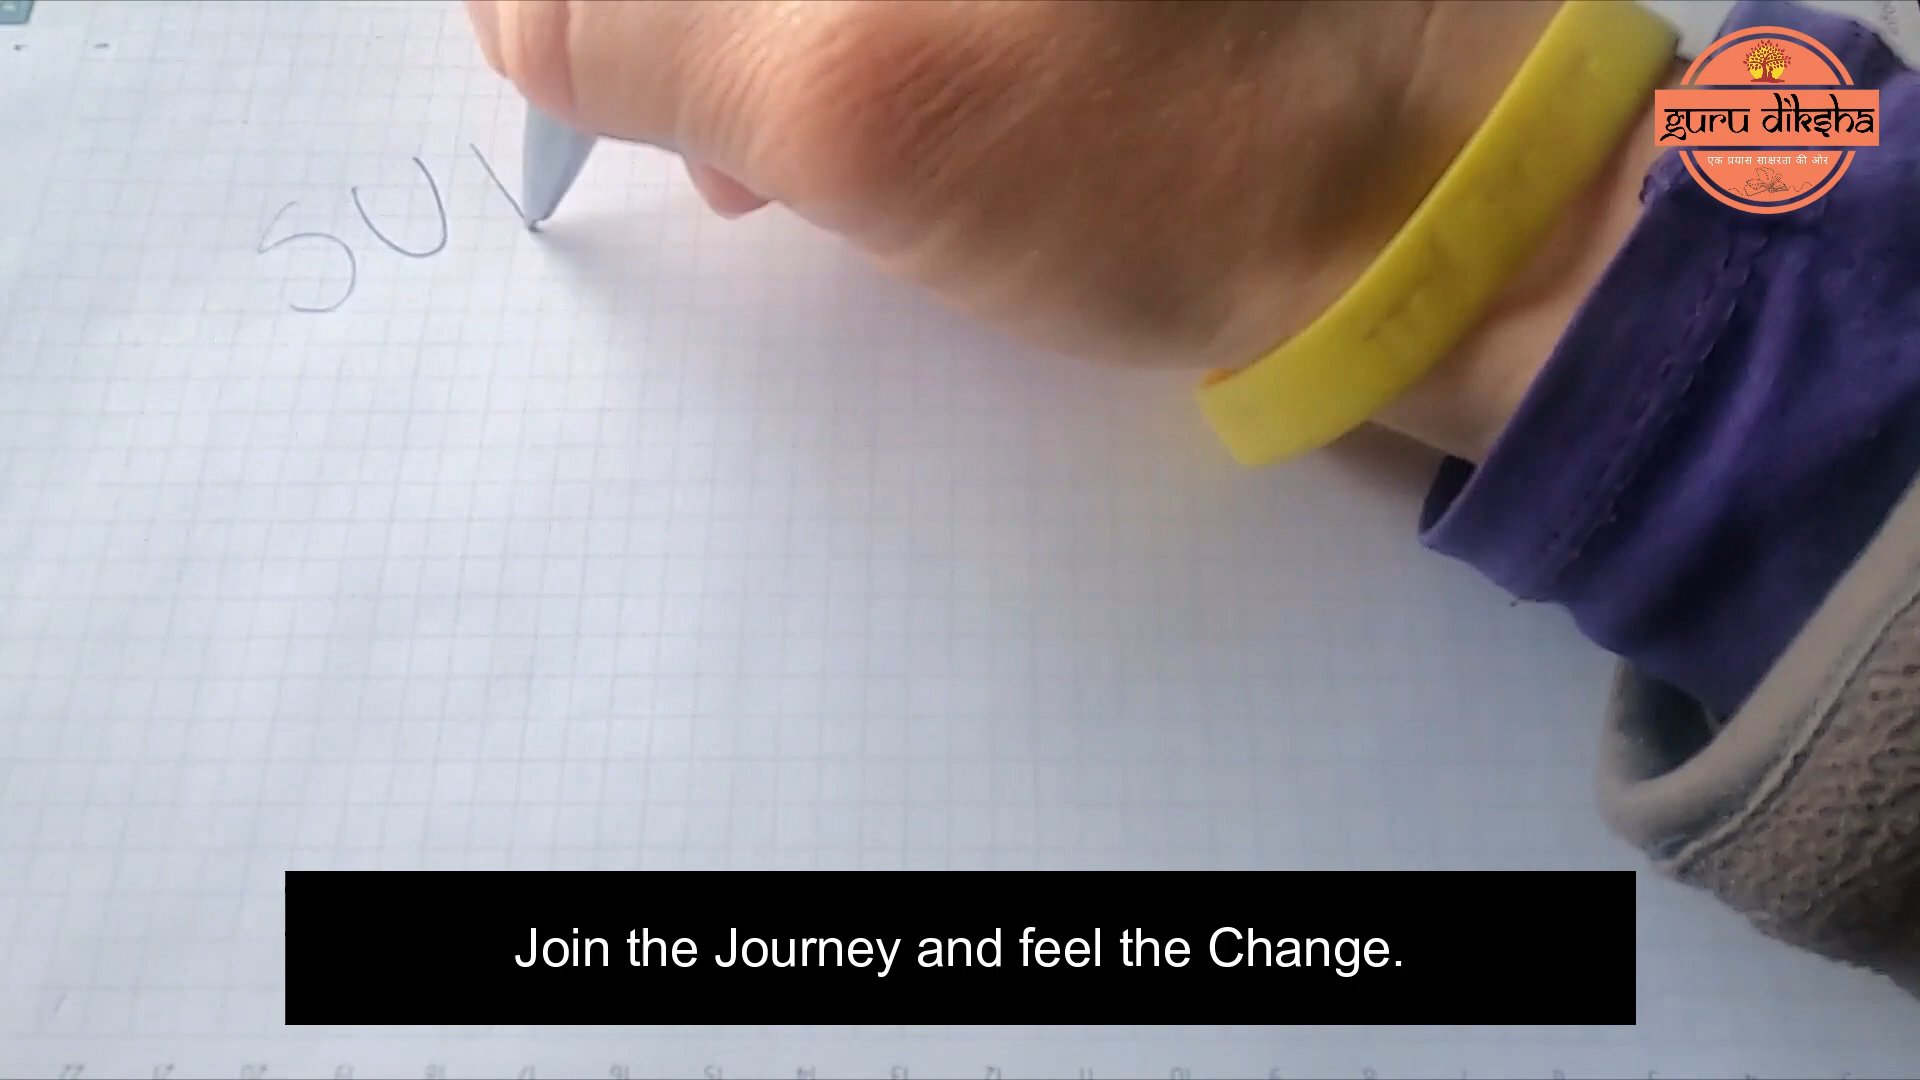 guru diksha
एक प्रयास साक्षरता की ओर
SU
Join the Journey and feel the Change.